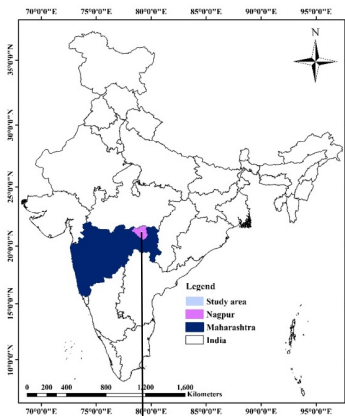 70°0'0"E 75°0'0"E 80°0'0"E 85°0'0"E 90°0'0"E 95°0'0"E
N
35°0'0"N
30°0'0"N
25°0'0"N
20°0'0"N
15°0'0"N
10°0'0"N
Legend
Study area
Nagpur
Maharashtra
India
0 200 400 800 1,200 1,600
Kilometers
70°0'0"E 75°0'0"E 80°0'0"E 85°0'0"E 90°0'0"E